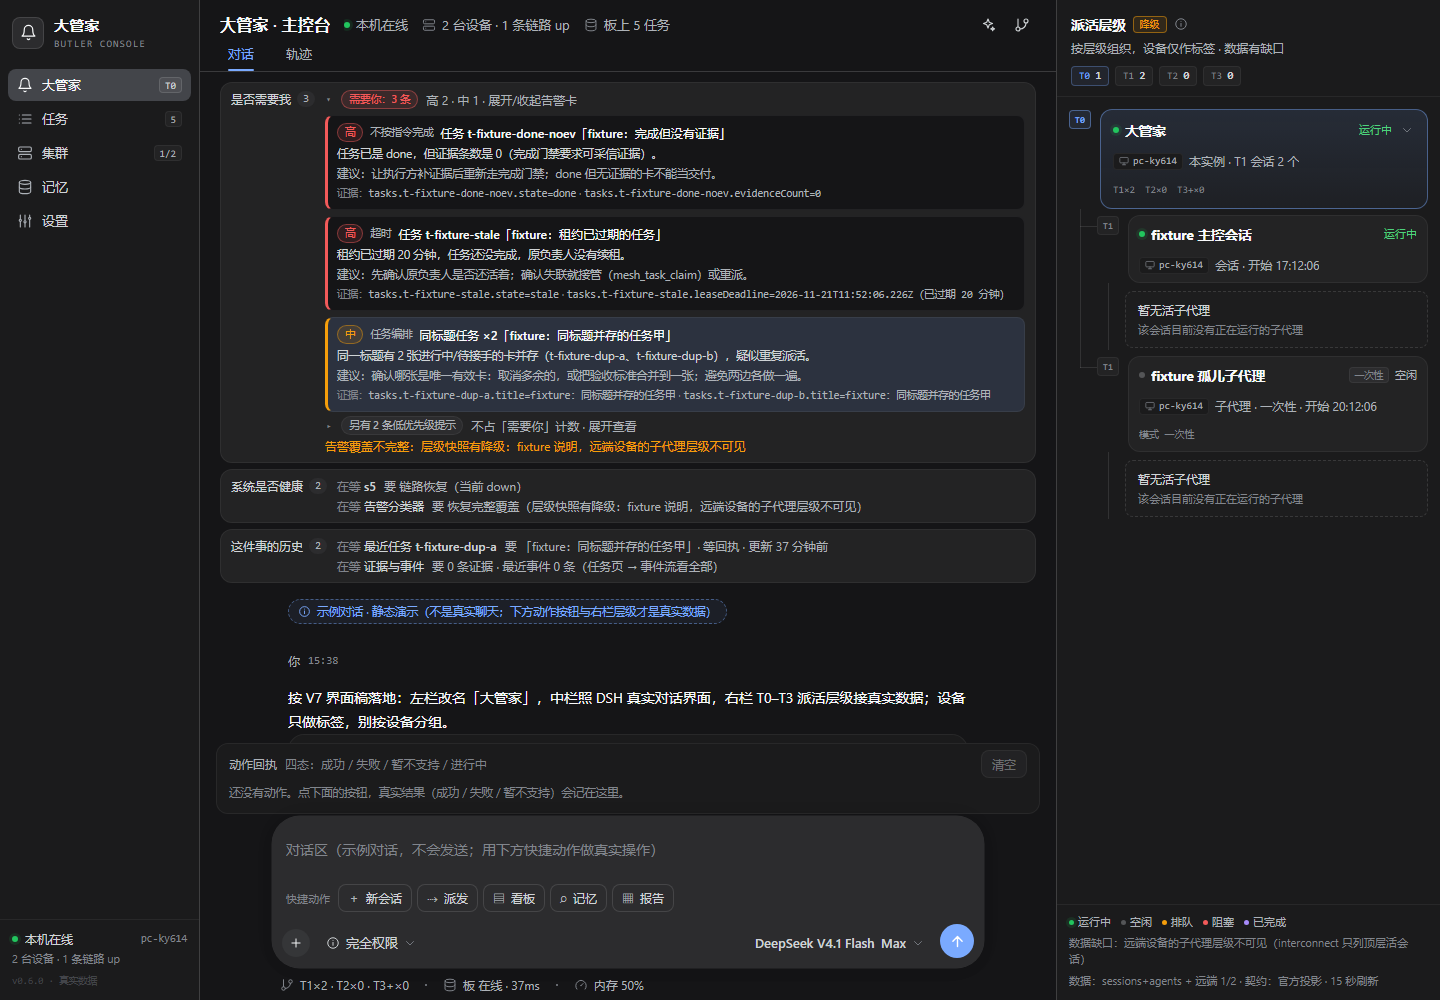 大管家
BUTLER CONSOLE
大管家 T0
任务 5
集群 1/2
记忆
设置
本机在线 pc-ky614
2 台设备 · 1 条链路 up
v0.6.0 · 真实数据
大管家 · 主控台 本机在线 2 台设备 · 1 条链路 up 板上 5 任务
对话 轨迹
是否需要我 3 需要你：3 条 高 2 · 中 1 · 展开/收起告警卡
高 不按指令完成 任务 t-fixture-done-noev「fixture：完成但没有证据」
任务已是 done，但证据条数是 0（完成门禁要求可采信证据）。
建议：让执行方补证据后重新走完成门禁；done 但无证据的卡不能当交付。
证据：tasks.t-fixture-done-noev.state=done · tasks.t-fixture-done-noev.evidenceCount=0
高 超时 任务 t-fixture-stale「fixture：租约已过期的任务」
租约已过期 20 分钟，任务还没完成，原负责人没有续租。
建议：先确认原负责人是否还活着；确认失联就接管（mesh_task_claim）或重派。
证据：tasks.t-fixture-stale.state=stale · tasks.t-fixture-stale.leaseDeadline=2026-11-21T11:52:06.226Z（已过期 20 分钟）
中 任务编排 同标题任务 ×2「fixture：同标题并存的任务甲」
同一标题有 2 张进行中/待接手的卡并存（t-fixture-dup-a、t-fixture-dup-b），疑似重复派活。
建议：确认哪张是唯一有效卡：取消多余的，或把验收标准合并到一张；避免两边各做一遍。
证据：tasks.t-fixture-dup-a.title=fixture：同标题并存的任务甲 · tasks.t-fixture-dup-b.title=fixture：同标题并存的任务甲
另有 2 条低优先级提示 不占「需要你」计数 · 展开查看
告警覆盖不完整：层级快照有降级：fixture 说明，远端设备的子代理层级不可见
系统是否健康 2 在等 s5 要 链路恢复（当前 down）
在等 告警分类器 要 恢复完整覆盖（层级快照有降级：fixture 说明，远端设备的子代理层级不可见）
这件事的历史 2 在等 最近任务 t-fixture-dup-a 要 「fixture：同标题并存的任务甲」· 等回执 · 更新 37 分钟前
在等 证据与事件 要 0 条证据 · 最近事件 0 条（任务页 → 事件流看全部）
示例对话 · 静态演示（不是真实聊天；下方动作按钮与右栏层级才是真实数据）
你 15:38
按 V7 界面稿落地：左栏改名「大管家」，中栏照 DSH 真实对话界面，右栏 T0–T3 派活层级接真实数据；设备
只做标签，别按设备分组。
动作回执 四态：成功 / 失败 / 暂不支持 / 进行中 清空
还没有动作。点下面的按钮，真实结果（成功 / 失败 / 暂不支持）会记在这里。
对话区（示例对话，不会发送；用下方快捷动作做真实操作）
快捷动作 + 新会话 派发 看板 记忆 报告
+ 完全权限 DeepSeek V4.1 Flash Max
T1×2 · T2×0 · T3+×0 · 板 在线 · 37ms · 内存 50%
派活层级 降级
按层级组织，设备仅作标签 · 数据有缺口
T0 1 T1 2 T2 0 T3 0
T0 大管家 运行中
pc-ky614 本实例 · T1 会话 2 个
T1×2 T2×0 T3+×0
T1 fixture 主控会话 运行中
pc-ky614 会话 · 开始 17:12:06
暂无活子代理
该会话目前没有正在运行的子代理
T1 fixture 孤儿子代理 一次性 空闲
pc-ky614 子代理 · 一次性 · 开始 20:12:06
模式 一次性
暂无活子代理
该会话目前没有正在运行的子代理
运行中 空闲 排队 阻塞 已完成
数据缺口：远端设备的子代理层级不可见（interconnect 只列顶层活会
话）
数据：sessions+agents + 远端 1/2 · 契约：官方投影 · 15 秒刷新